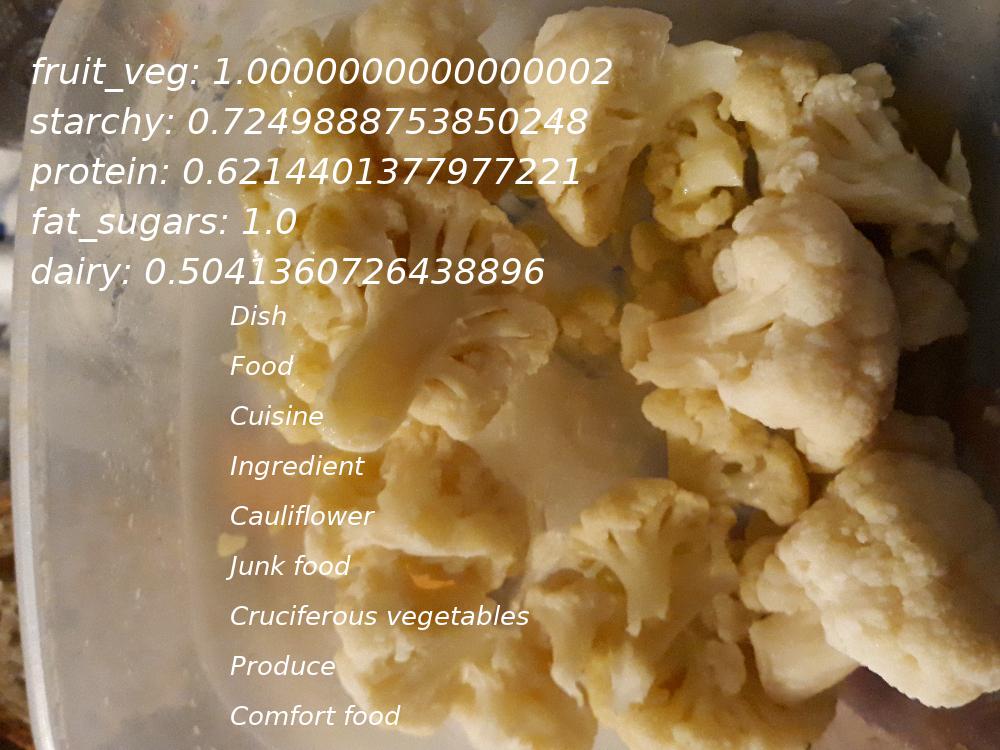 fruit_veg: 1.0000000000000002
starchy: 0.7249888753850248
protein: 0.6214401377977221
fat_sugars: 1.0
dairy: 0.5041360726438896
Dish
Food
Cuisine
Ingredient
Cauliflower
Junk food
Cruciferous vegetables
Produce
Comfort food